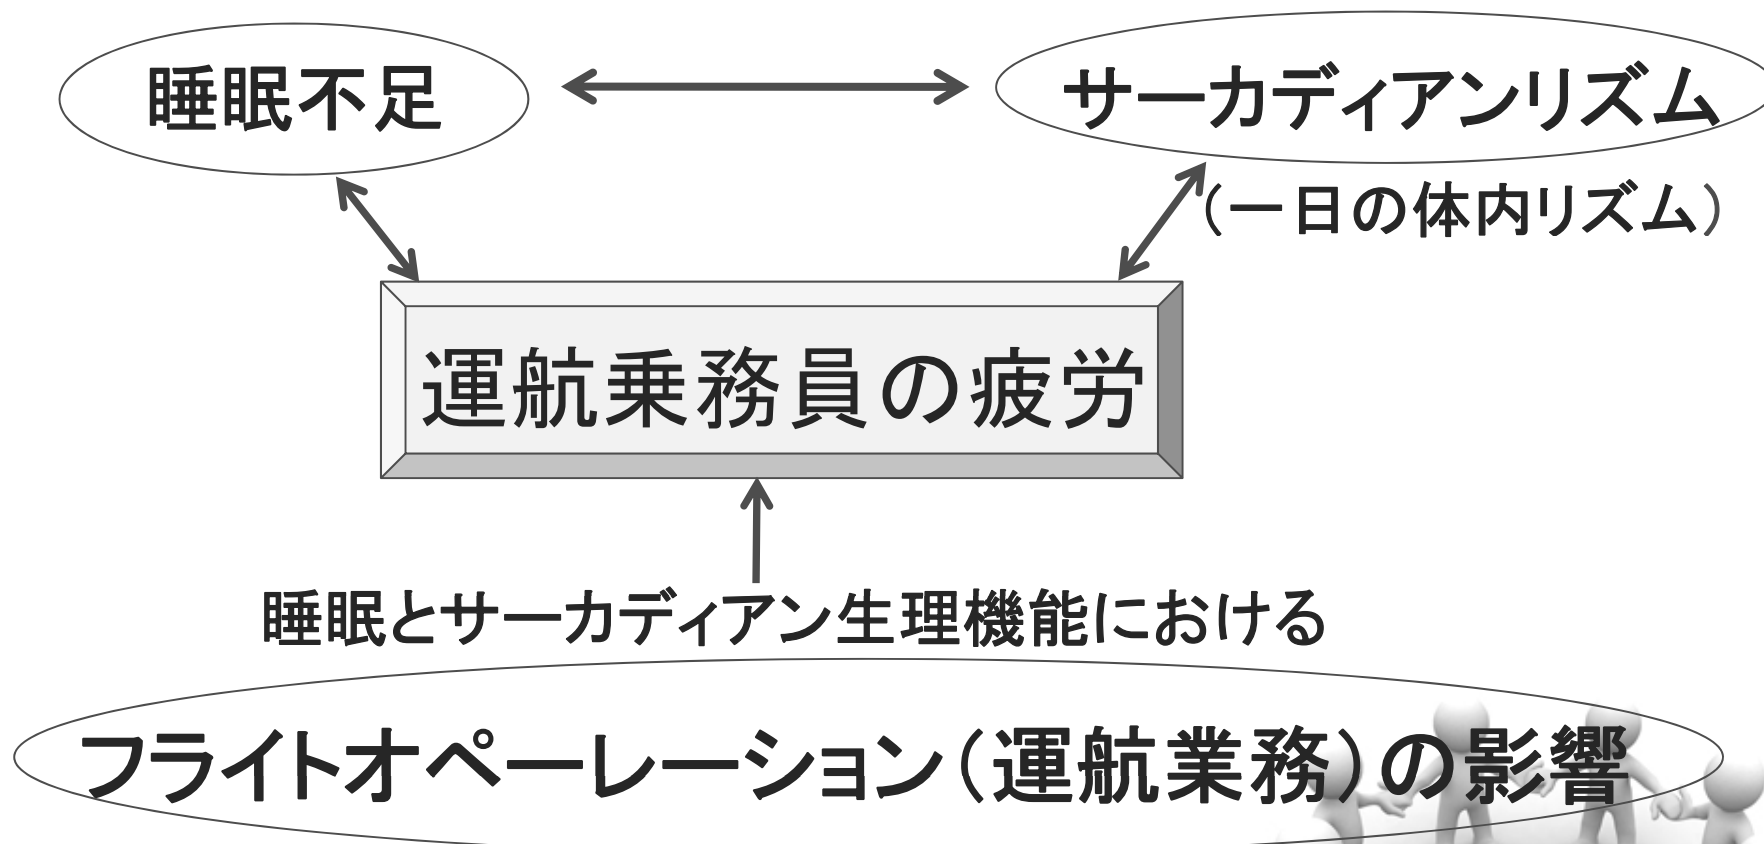 睡眠不足
サーカディアンリズム
(一日の体内リズム)
運航乗務員の疲労
睡眠とサーカディアン生理機能における
フライトオペレーション(運航業務)の影響